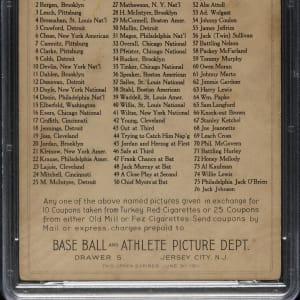 2 Bergen, Brooklyn
3 Leach, Pittsburg
4 Bresnahan, St. Louis Nat'l
5 Crawford, Detroit
6 Chase, New York American
7 Camnitz, Pittsburg
8 Clarke, Pittsburg
9 Cobb, Detroit
10 Devlin, New York Nat'l
11 Dahlen, Brooklyn
12 Donovan, Detroit
13 Doyle, New York Nat'l
14 Dooin, Philadelphia Nat'l
15 Elberfeld, Washington
16 Evers, Chicago National
17 Griffith, Cincinnati
18 Jennings, Detroit
19 Joss, Cleveland
20 Jordan, Brooklyn
21 Kleinow, New York Amer.
22 Krause, Philadelphia Amer.
23 Lajoie, Cleveland
24 Mitchell, Cincinnati
25 M. McIntyre, Detroit
27 Mathewson, N. Y. Nat'l
28 H. McIntyre, Brooklyn
29 McConnell, Boston Amer.
30 Mullin, Detroit
31 Magee, Philadelphia Nat'l
32 Overall, Chicago National
33 Pfeister, Chicago National
34 Rucker, Brooklyn
35 Tinker, Chicago National
36 Speaker, Boston American
37 Sallee, St. Louis National
38 Stahl, Boston American
39 Waddell, St. Louis Amer.
40 Willis, St. Louis National
41 Wiltse, New York National
42 Young, Cleveland
43 Out at Third
44 Trying to Catch Him Nap'g
45 Jordan and Herzog at First
46 Safe at Third
47 Frank Chance at Bat
48 Jack Murray at Bat
49 A Close Play at Second
50 Chief Myers at Bat
52 Abe Attell
53 Ad. Wolgast
54 Johnny Coulon
55 James Jeffries
56 Jack (Twin) Sullivan
57 Battling Nelson
58 Packey McFarland
59 Tommy Murphy
60 Owen Moran
61 Johnny Marto
62 Jimmie Gardner
63 Harry Lewis
64 Wm. Papke
65 Sam Langford
66 Knock-out Brown
67 Stanley Ketchel
68 Joe Jeannette
69 Leach Cross
70 Phil. McGovern
71 Battling Hurley
72 Honey Mellody
73 Al Kaufman
74 Willie Lewis
75 Philadelphia Jack O'Brien
76 Jack Johnson
Any one of the above named pictures given in exchange for
10 Coupons taken from Turkey Red Cigarettes or 25 Coupons
from either Old Mill or Fez Cigarettes. Send coupons by
Mail or express, charges prepaid to
BASE BALL AND ATHLETE PICTURE DEPT.
DRAWER S, JERSEY CITY, N.J.
THIS OFFER EXPIRES JUNE 30, 1911.